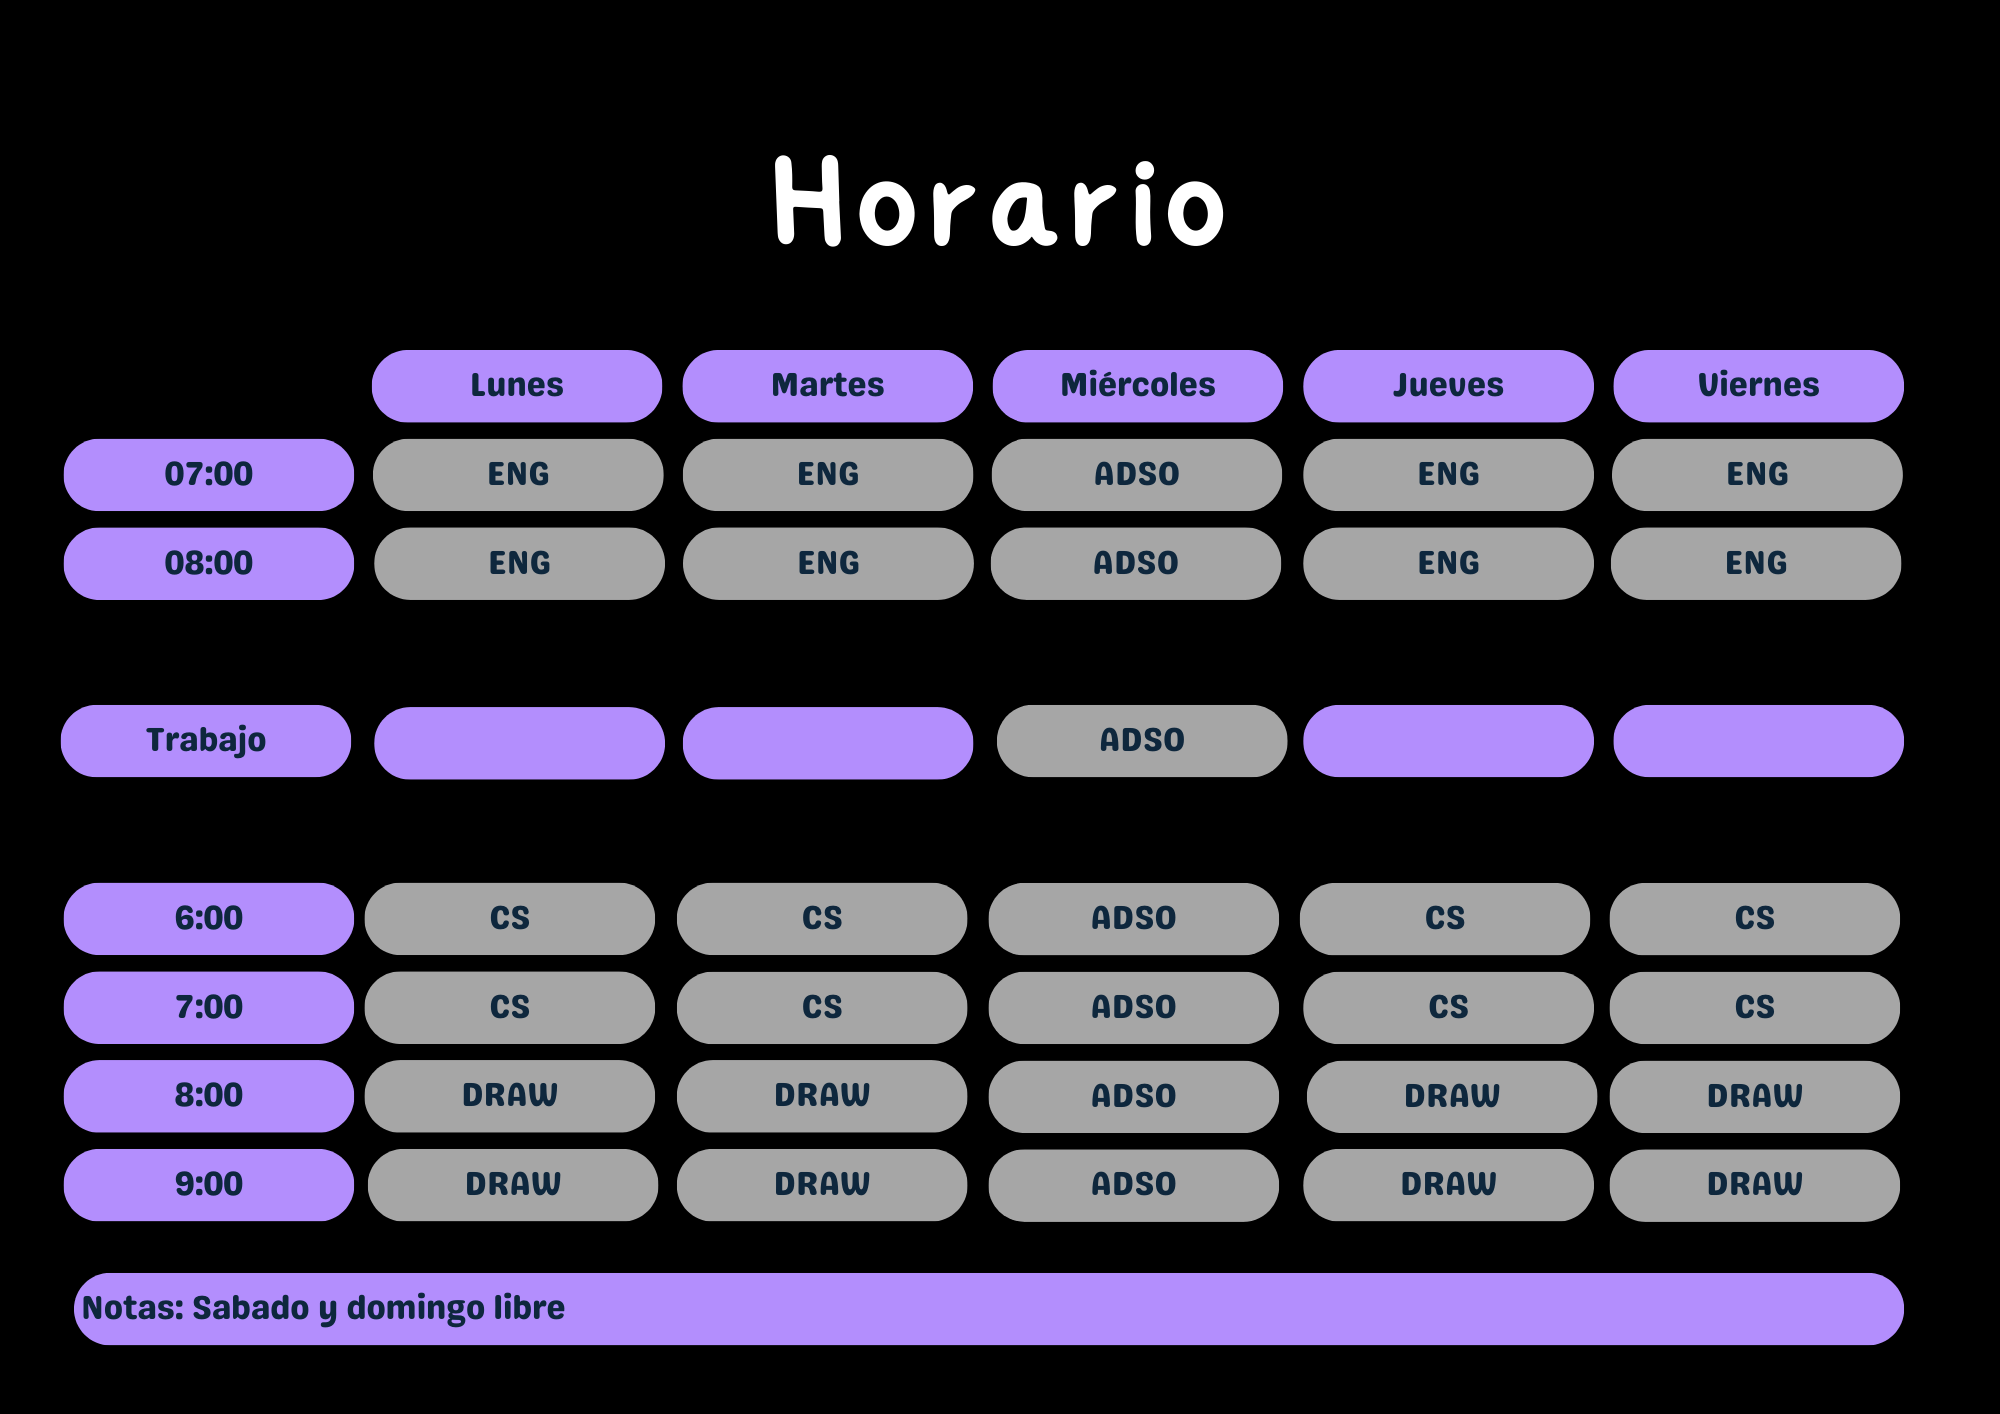 Horario
Lunes Martes Miércoles Jueves Viernes
07:00 ENG ENG ADSO ENG ENG
08:00 ENG ENG ADSO ENG ENG
Trabajo ADSO
6:00 CS CS ADSO CS CS
7:00 CS CS ADSO CS CS
8:00 DRAW DRAW ADSO DRAW DRAW
9:00 DRAW DRAW ADSO DRAW DRAW
Notas: Sabado y domingo libre